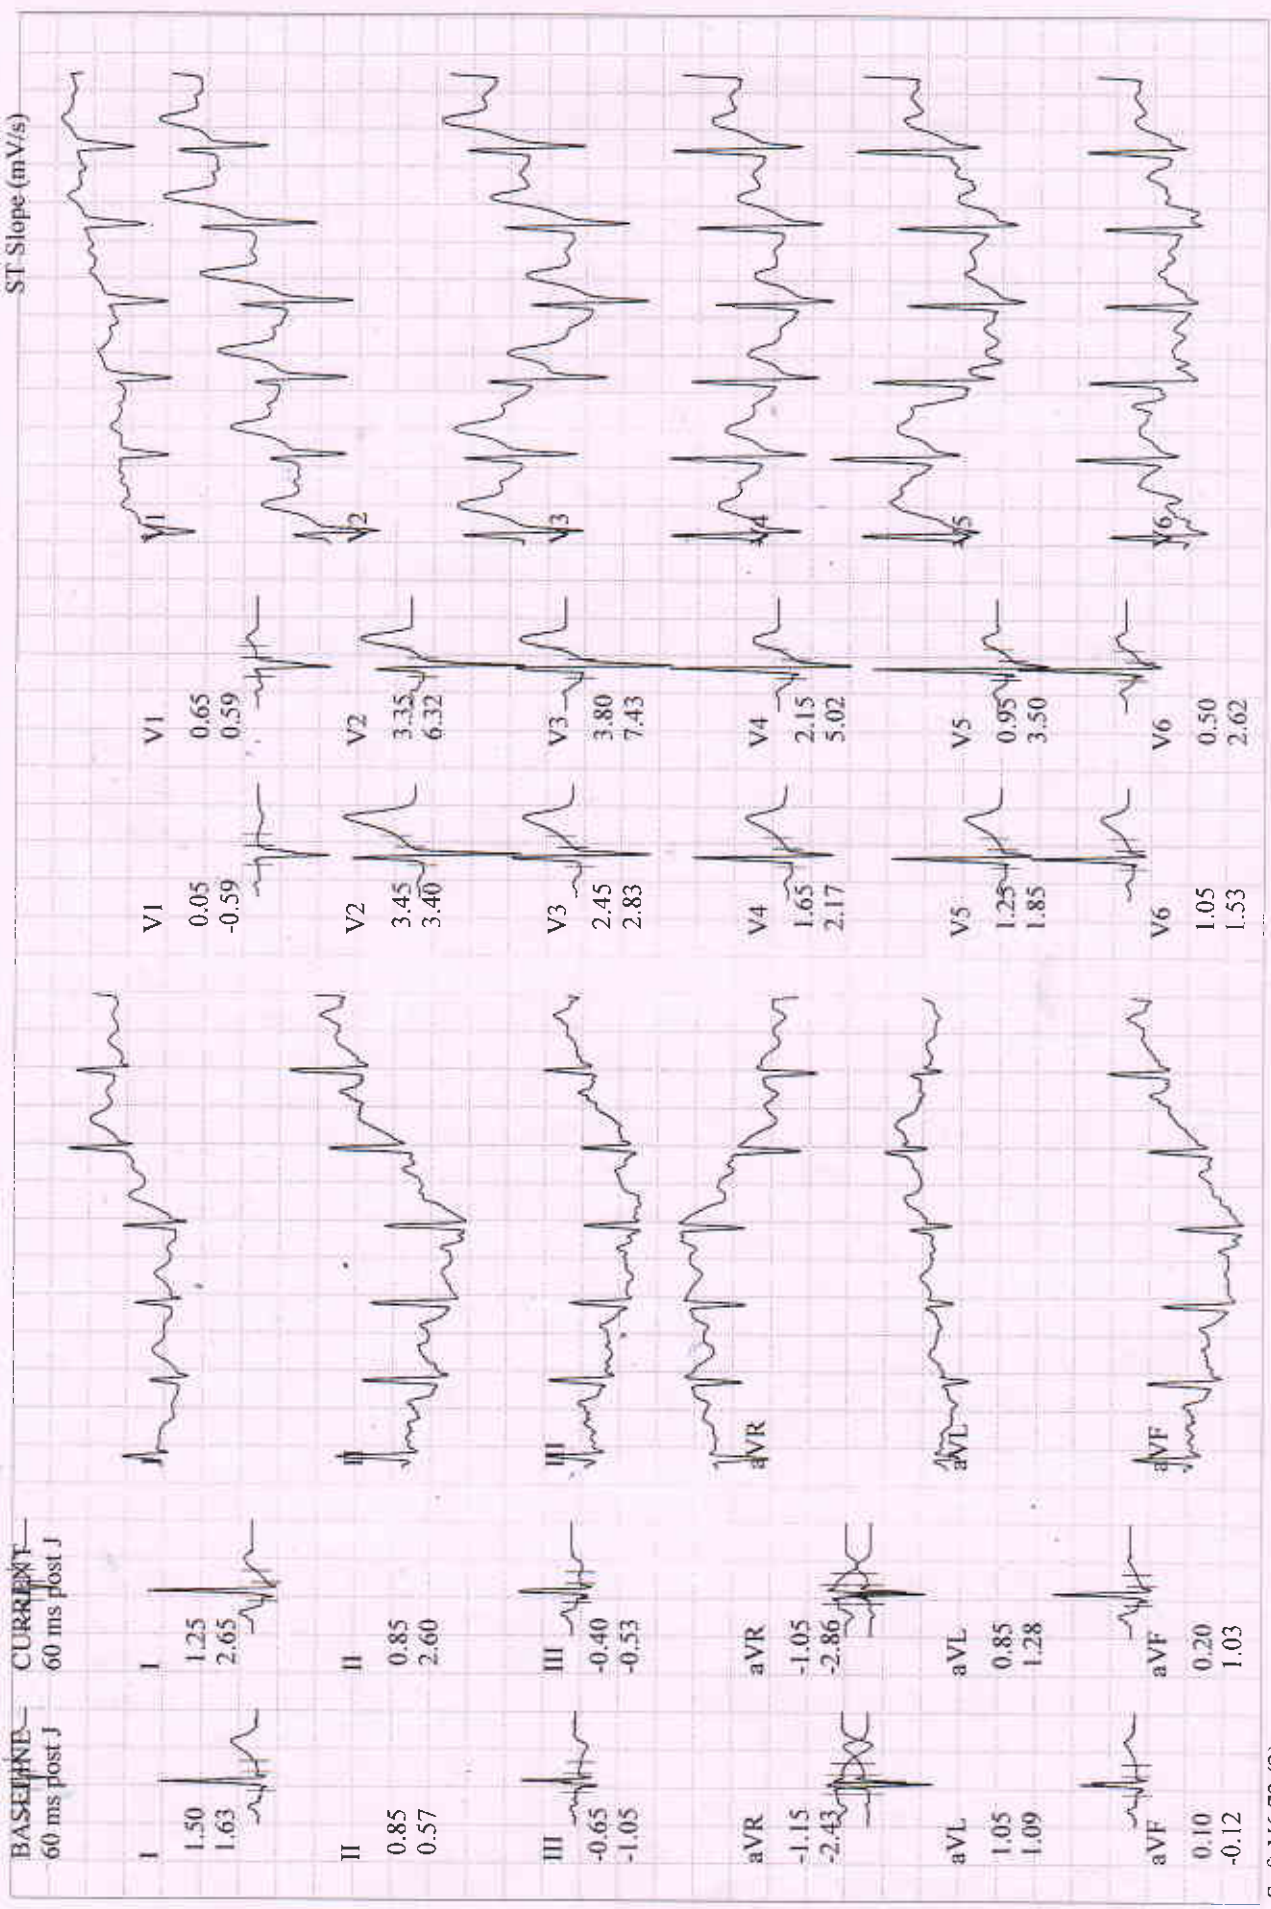 ST Slope (mV/s)
BASELINE CURRENT
60 ms post J 60 ms post J
I I V1 V1 V1
1.50 1.25 0.05 0.65
1.63 2.65 -0.59 0.59
II II II V2 V2 V2
0.85 0.85 3.45 3.35
0.57 2.60 3.40 6.32
III III III V3 V3 V3
-0.65 -0.40 2.45 3.80
-1.05 -0.53 2.83 7.43
aVR aVR aVR V4 V4 V4
-1.15 -1.05 1.65 2.15
-2.43 -2.86 2.17 5.02
aVL aVL aVL V5 V5 V5
1.05 0.85 1.25 0.95
1.09 1.28 1.85 3.50
aVF aVF aVF V6 V6 V6
0.10 0.20 1.05 0.50
-0.12 1.03 1.53 2.62